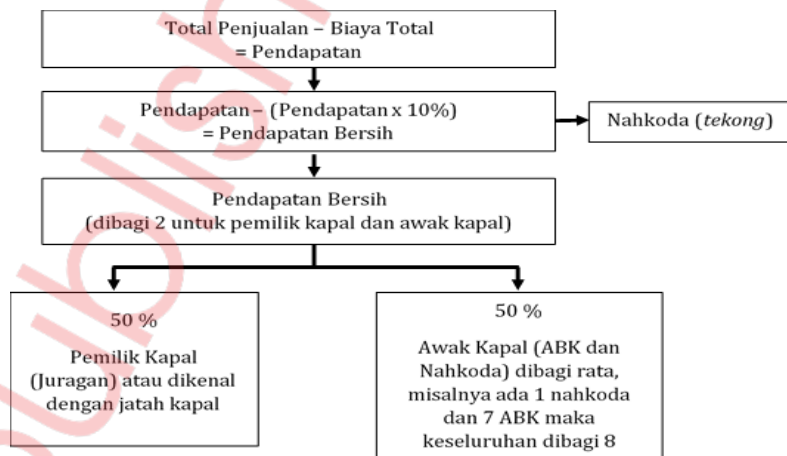 Total Penjualan – Biaya Total
= Pendapatan
Pendapatan – (Pendapatan x 10%)
= Pendapatan Bersih
Nahkoda (tekong)
Pendapatan Bersih
(dibagi 2 untuk pemilik kapal dan awak kapal)
50 %
Pemilik Kapal
(Juragan) atau dikenal
dengan jatah kapal
50 %
Awak Kapal (ABK dan
Nahkoda) dibagi rata,
misalnya ada 1 nahkoda
dan 7 ABK maka
keseluruhan dibagi 8
publish